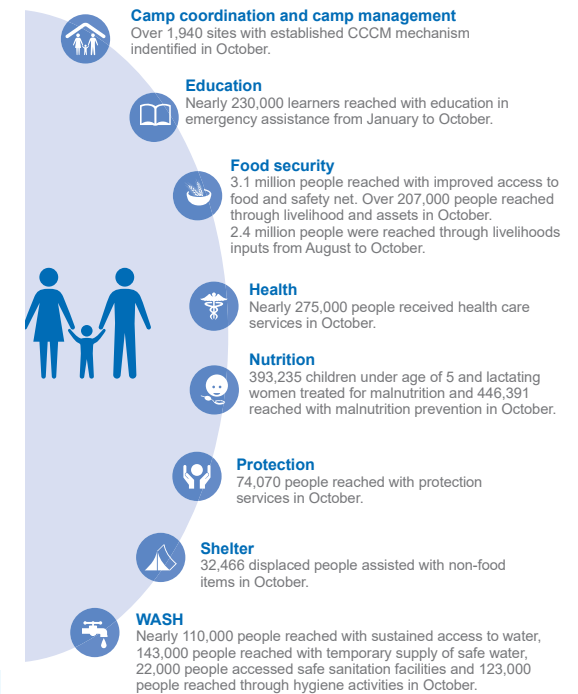 Camp coordination and camp management
Over 1,940 sites with established CCCM mechanism
indentified in October.
Education
Nearly 230,000 learners reached with education in
emergency assistance from January to October.
Food security
3.1 million people reached with improved access to
food and safety net. Over 207,000 people reached
through livelihood and assets in October.
2.4 million people were reached through livelihoods
inputs from August to October.
Health
Nearly 275,000 people received health care
services in October.
Nutrition
393,235 children under age of 5 and lactating
women treated for malnutrition and 446,391
reached with malnutrition prevention in October.
Protection
74,070 people reached with protection
services in October.
Shelter
32,466 displaced people assisted with non-food
items in October.
WASH
Nearly 110,000 people reached with sustained access to water,
143,000 people reached with temporary supply of safe water,
22,000 people accessed safe sanitation facilities and 123,000
people reached through hygiene activities in October.